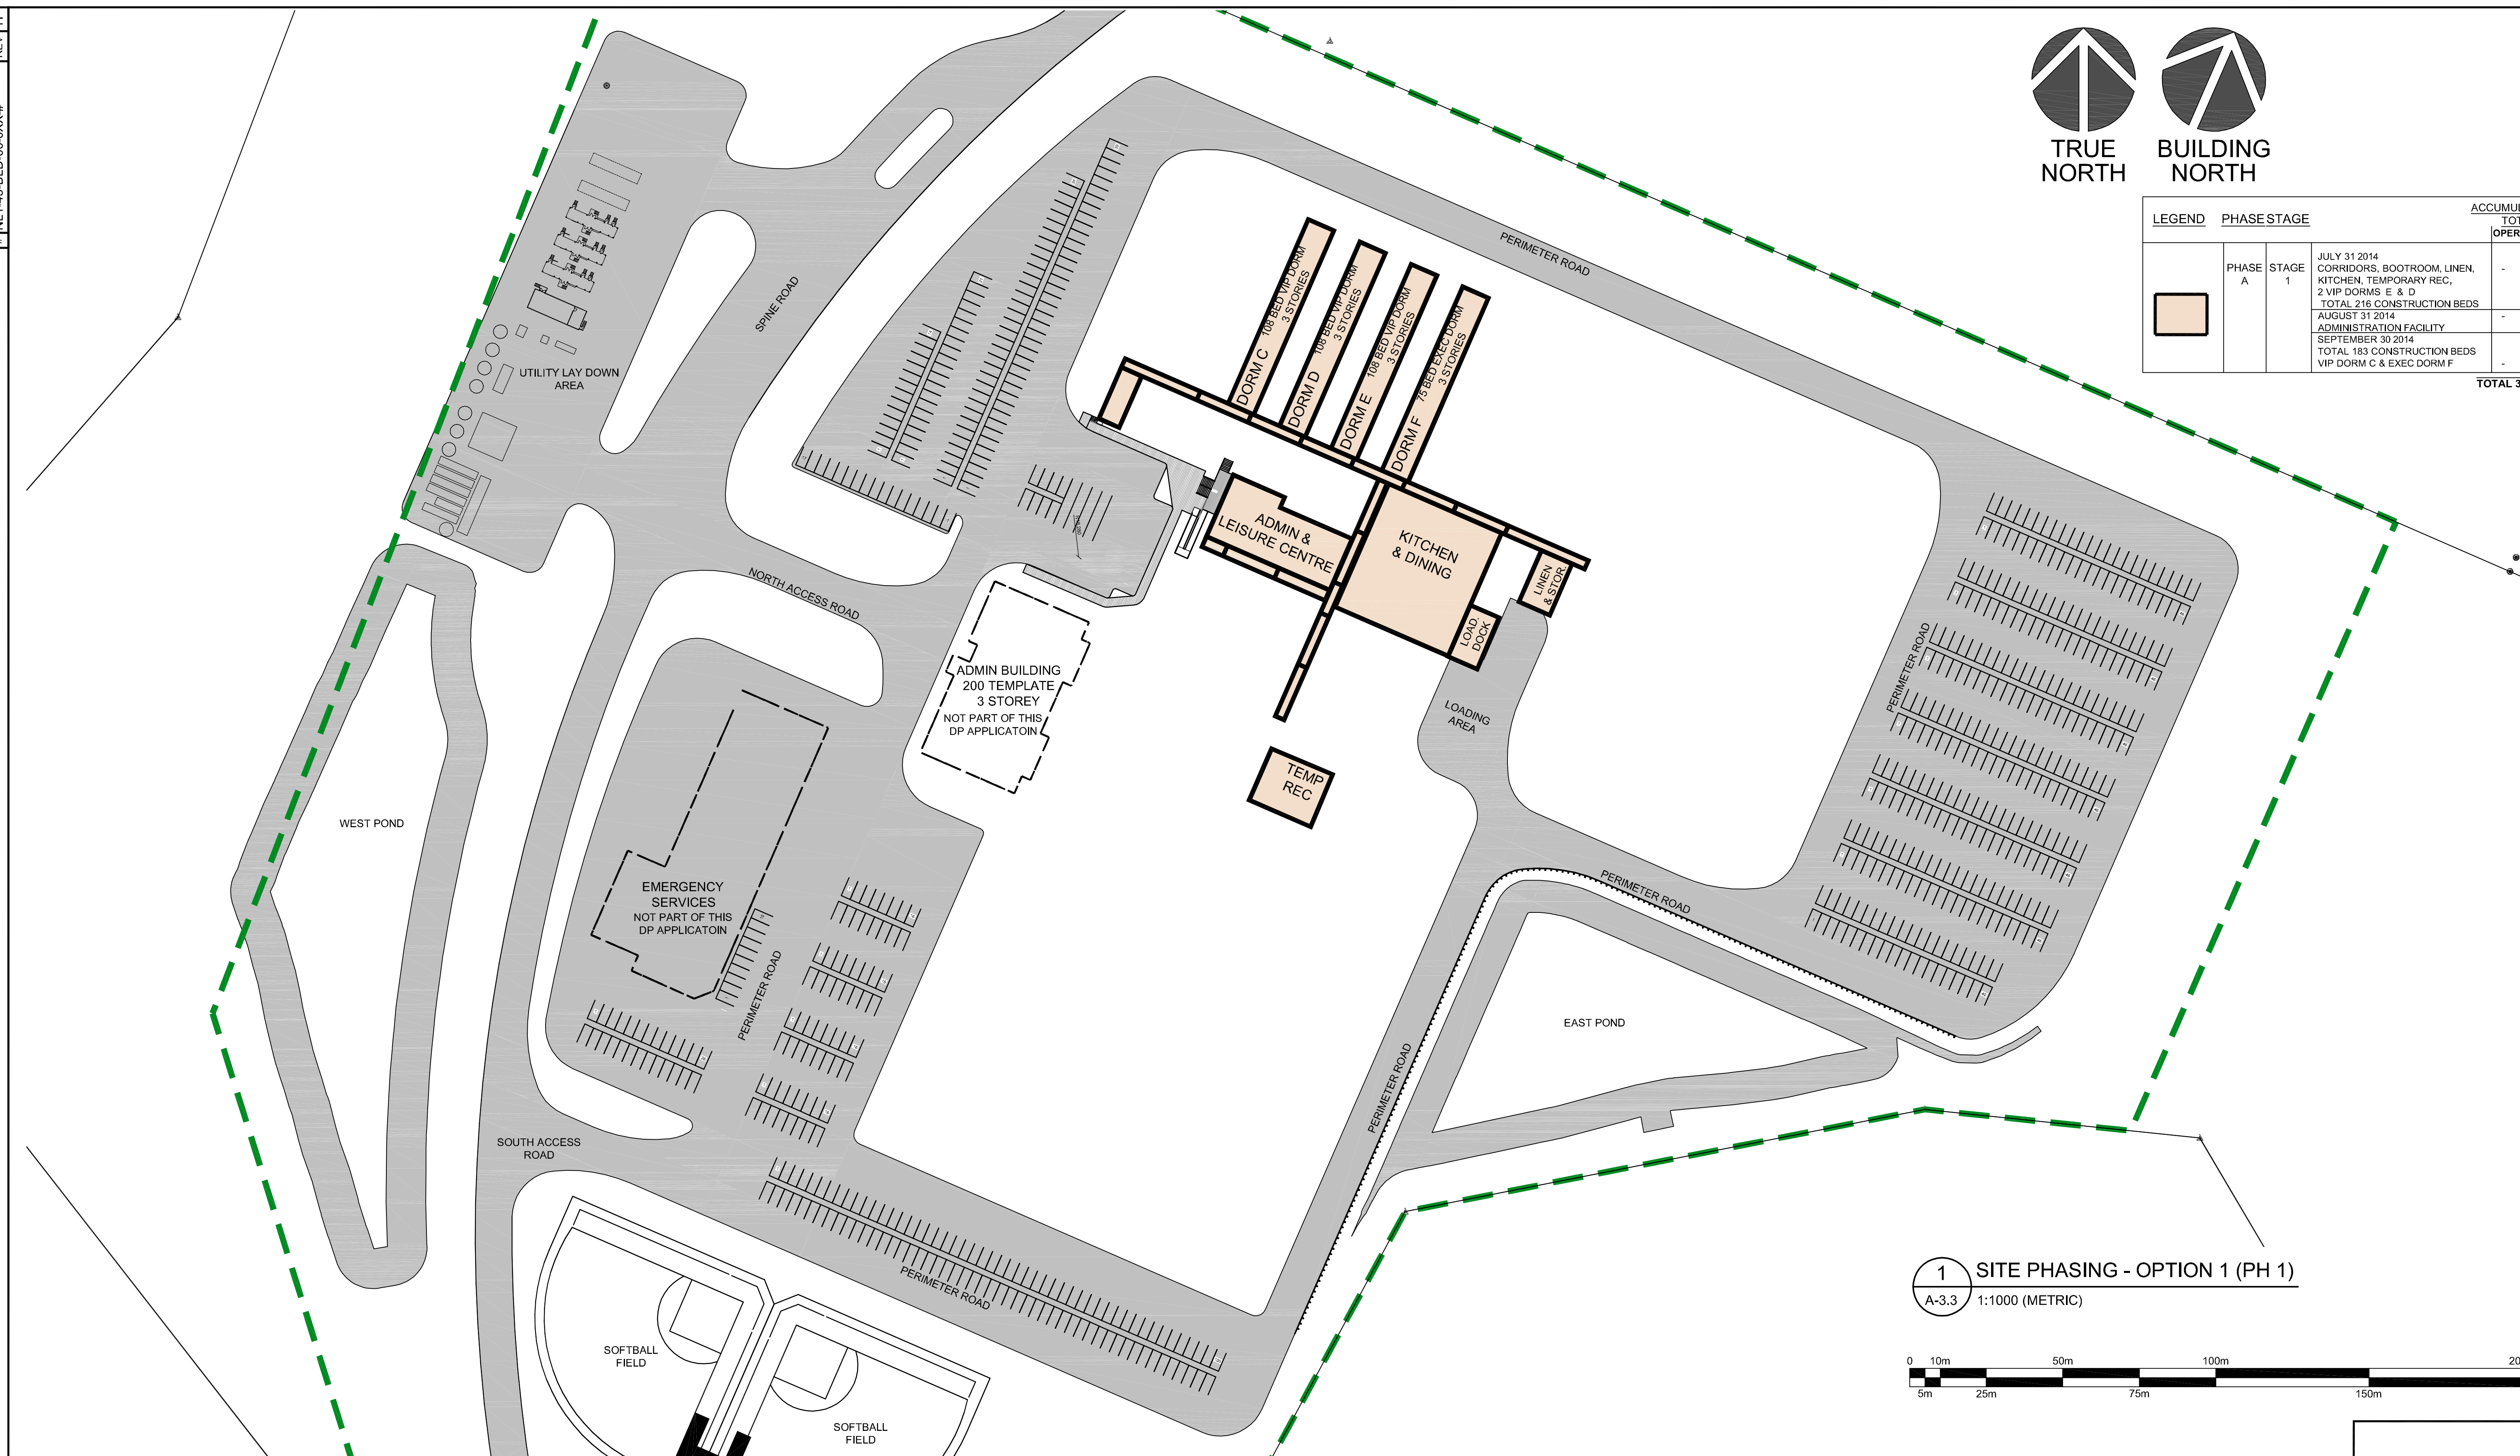 TRUE
NORTH
BUILDING
NORTH
LEGEND PHASE STAGE
PHASE
A
STAGE
1
JULY 31 2014
CORRIDORS, BOOTROOM, LINEN,
KITCHEN, TEMPORARY REC,
2 VIP DORMS E & D
TOTAL 216 CONSTRUCTION BEDS
-
AUGUST 31 2014
ADMINISTRATION FACILITY
-
SEPTEMBER 30 2014
TOTAL 183 CONSTRUCTION BEDS
VIP DORM C & EXEC DORM F
-
UTILITY LAY DOWN
AREA
SPINE ROAD
PERIMETER ROAD
DORM C 108 BED VIP DORM
3 STORIES
DORM D 108 BED VIP DORM
3 STORIES
DORM E 108 BED VIP DORM
3 STORIES
DORM F 75 BED EXEC DORM
3 STORIES
ADMIN &
LEISURE CENTRE
KITCHEN
& DINING
LINEN
& STOR.
LOAD.
DOCK
LOADING
AREA
NORTH ACCESS ROAD
ADMIN BUILDING
200 TEMPLATE
3 STOREY
NOT PART OF THIS
DP APPLICATOIN
TEMP
REC
PERIMETER ROAD
WEST POND
EMERGENCY
SERVICES
NOT PART OF THIS
DP APPLICATOIN
PERIMETER ROAD
PERIMETER ROAD
EAST POND
PERIMETER ROAD
SOUTH ACCESS
ROAD
PERIMETER ROAD
SOFTBALL
FIELD
SOFTBALL
FIELD
1
A-3.3
SITE PHASING - OPTION 1 (PH 1)
1:1000 (METRIC)
0 10m 50m 100m
5m 25m 75m 150m